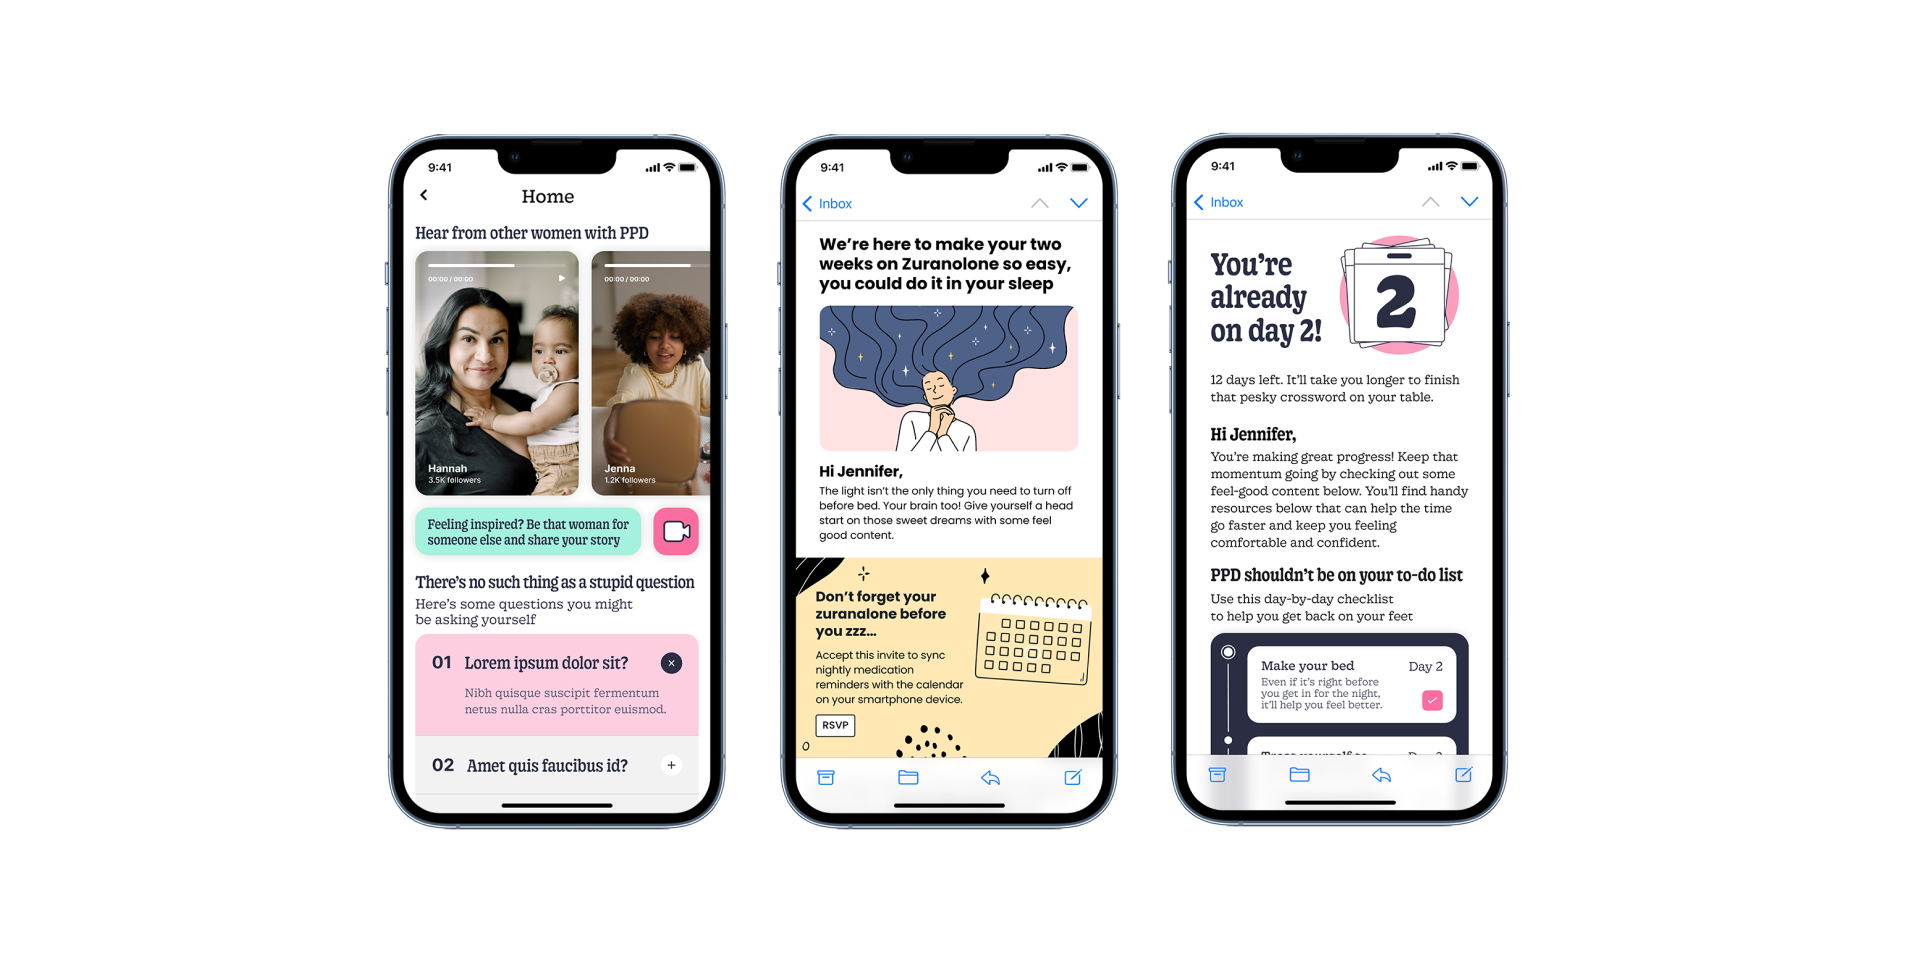 9:41
Home
Hear from other women with PPD
00:00 / 00:00
00:00 / 00:00
Hannah
3.5K followers
Jenna
1.2K followers
Feeling inspired? Be that woman for
someone else and share your story
There's no such thing as a stupid question
Here's some questions you might
be asking yourself
01 Lorem ipsum dolor sit?
Nibh quisque suscipit fermentum
netus nulla cras porttitor euismod.
02 Amet quis faucibus id?
9:41
Inbox
We're here to make your two
weeks on Zuranolone so easy,
you could do it in your sleep
Hi Jennifer,
The light isn't the only thing you need to turn off
before bed. Your brain too! Give yourself a head
start on those sweet dreams with some feel
good content.
Don't forget your
zuranalone before
you zzz...
Accept this invite to sync
nightly medication
reminders with the calendar
on your smartphone device.
RSVP
9:41
Inbox
You're
already
on day 2!
2
12 days left. It'll take you longer to finish
that pesky crossword on your table.
Hi Jennifer,
You're making great progress! Keep that
momentum going by checking out some
feel-good content below. You'll find handy
resources below that can help the time
go faster and keep you feeling
comfortable and confident.
PPD shouldn't be on your to-do list
Use this day-by-day checklist
to help you get back on your feet
Make your bed
Day 2
Even if it's right before
you get in for the night,
it'll help you feel better.